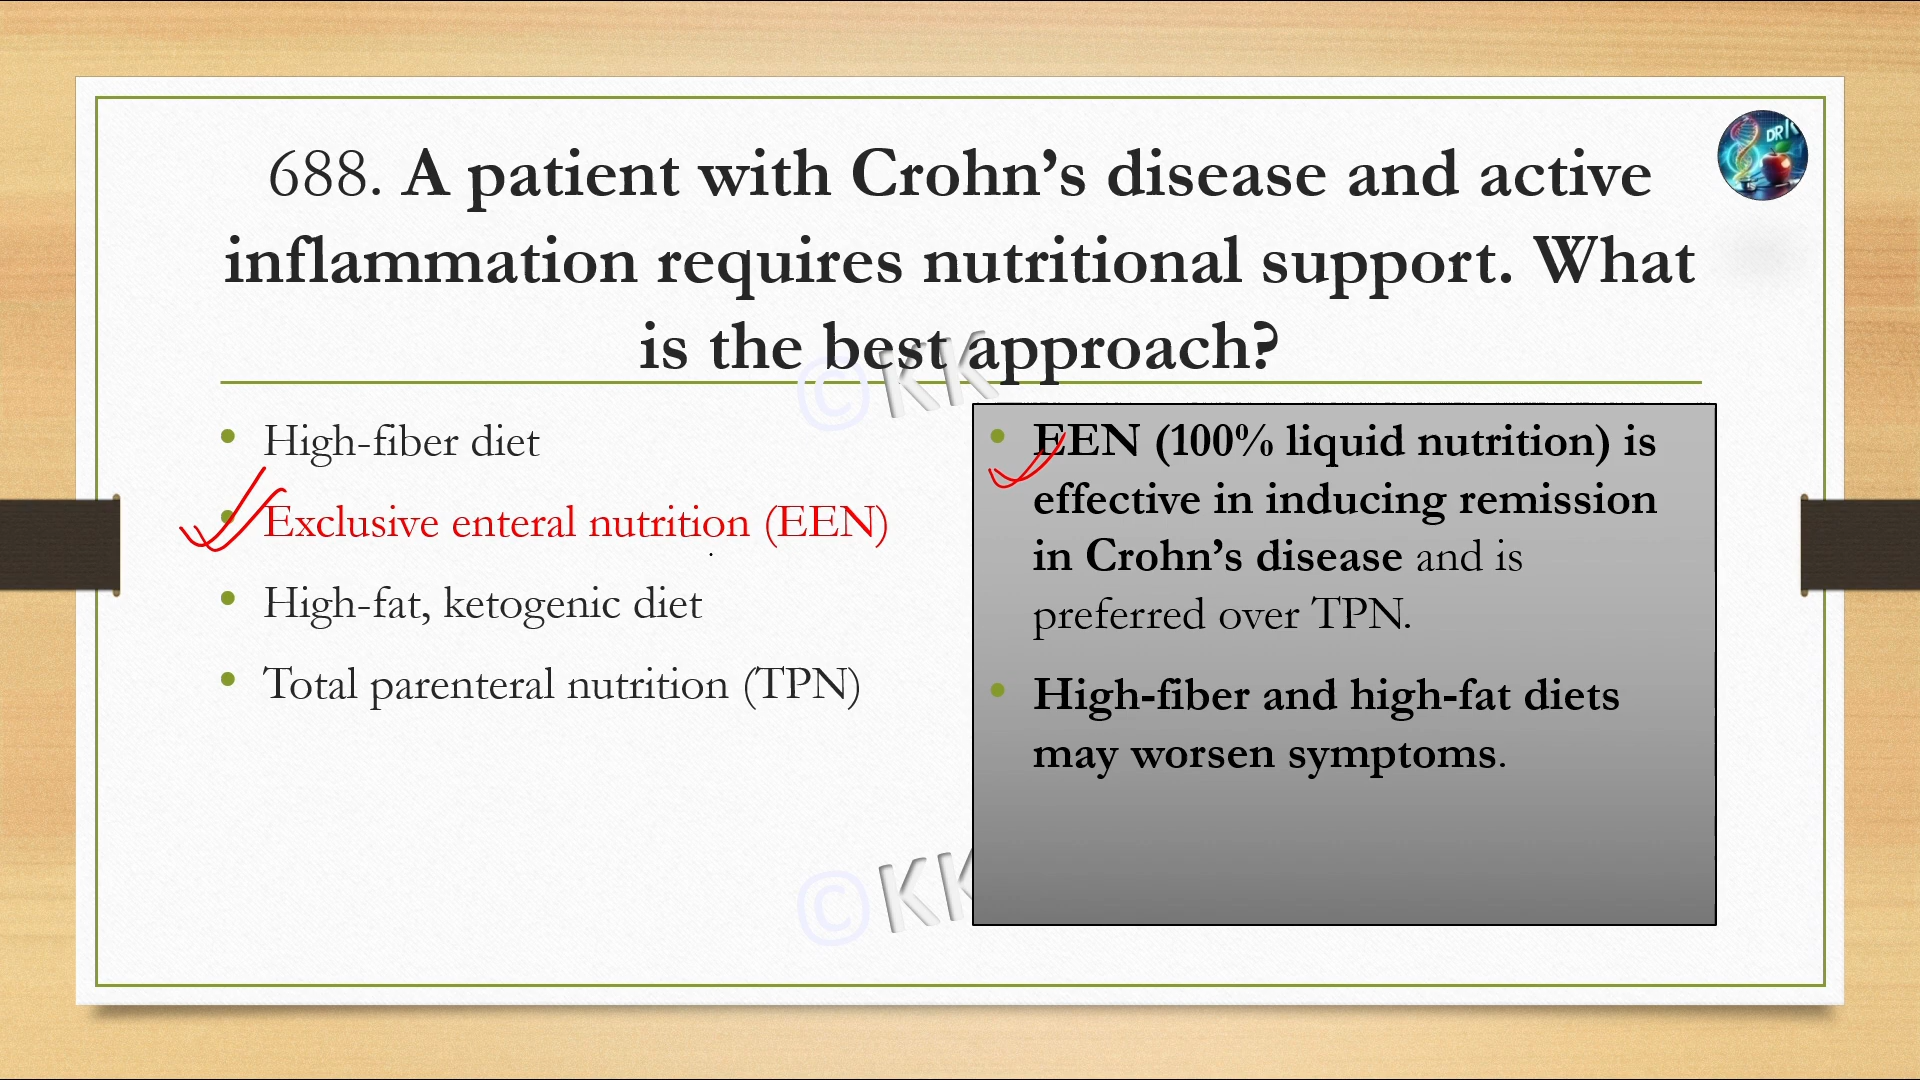 688. A patient with Crohn’s disease and active
inflammation requires nutritional support. What
is the best approach?
• High-fiber diet
• Exclusive enteral nutrition (EEN)
• High-fat, ketogenic diet
• Total parenteral nutrition (TPN)
• EEN (100% liquid nutrition) is
effective in inducing remission
in Crohn’s disease and is
preferred over TPN.
• High-fiber and high-fat diets
may worsen symptoms.
©KK
©KK
DR